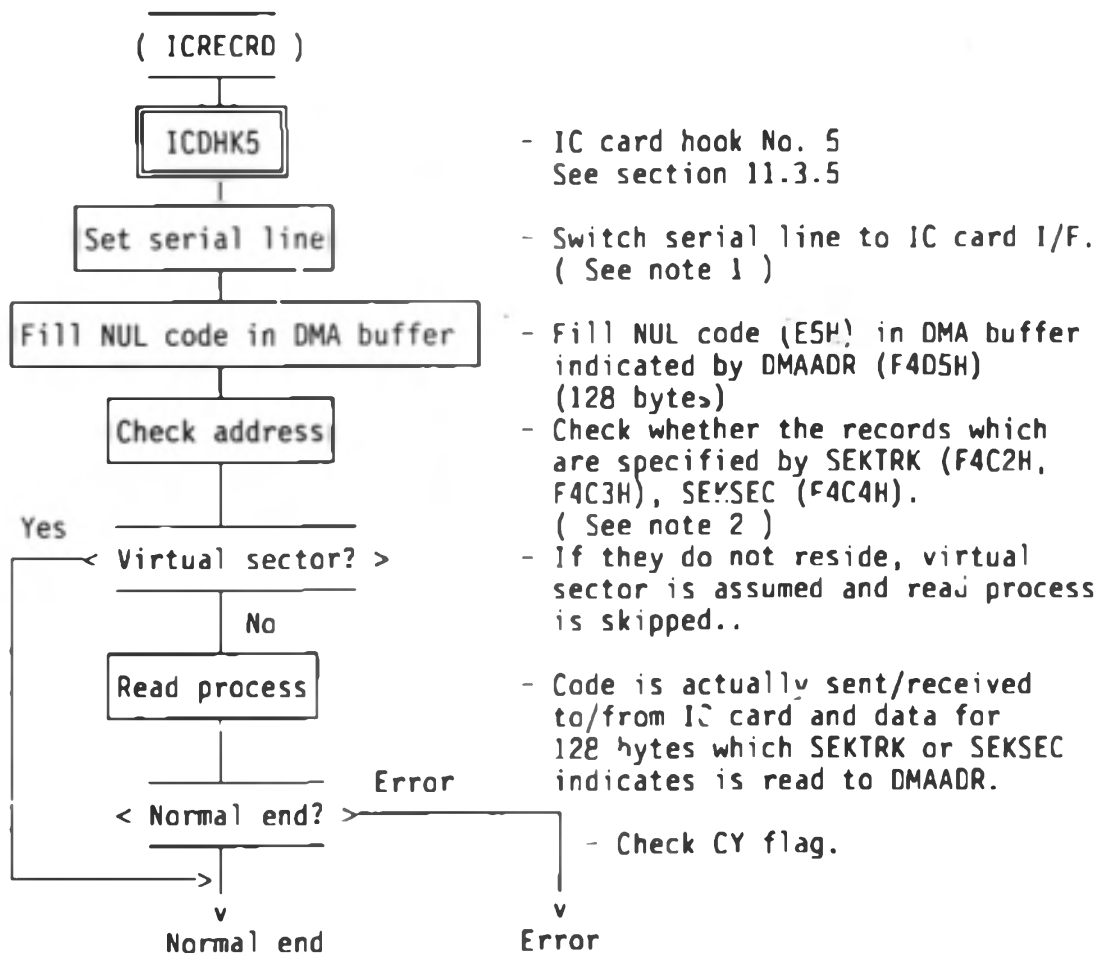 ( ICRECRD )
ICDHK5
- IC card hook No. 5
See section 11.3.5
Set serial line
- Switch serial line to IC card I/F.
( See note 1 )
Fill NUL code in DMA buffer
- Fill NUL code (E5H) in DMA buffer
indicated by DMAADR (F4D5H)
(128 bytes)
Check address
- Check whether the records which
are specified by SEKTRK (F4C2H,
F4C3H), SEKSEC (F4C4H).
( See note 2 )
Yes
< Virtual sector? >
- If they do not reside, virtual
sector is assumed and read process
is skipped..
No
Read process
- Code is actually sent/received
to/from IC card and data for
128 bytes which SEKTRK or SEKSEC
indicates is read to DMAADR.
Error
< Normal end? >
- Check CY flag.
>
v
v
Normal end
Error